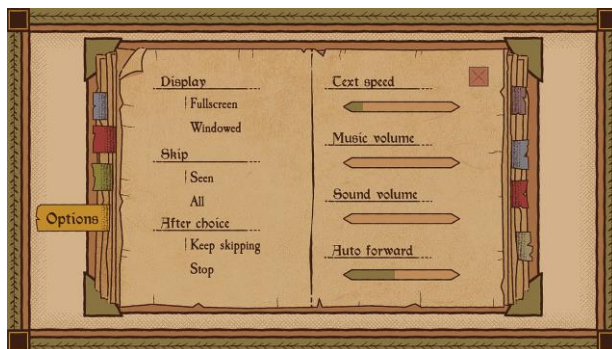 Display
Fullscreen
Windowed
Skip
Seen
All
After choice
Keep skipping
Stop
Options
Text speed
Music volume
Sound volume
Auto forward